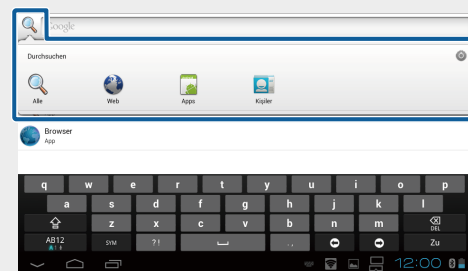 Google
Durchsuchen
Alle Web Apps Kişiler
Browser
App
q w e r t y u i o p
a s d f g h j k l
z x c v b n m DEL
AB12 SYM ?! ., Zu
12:00